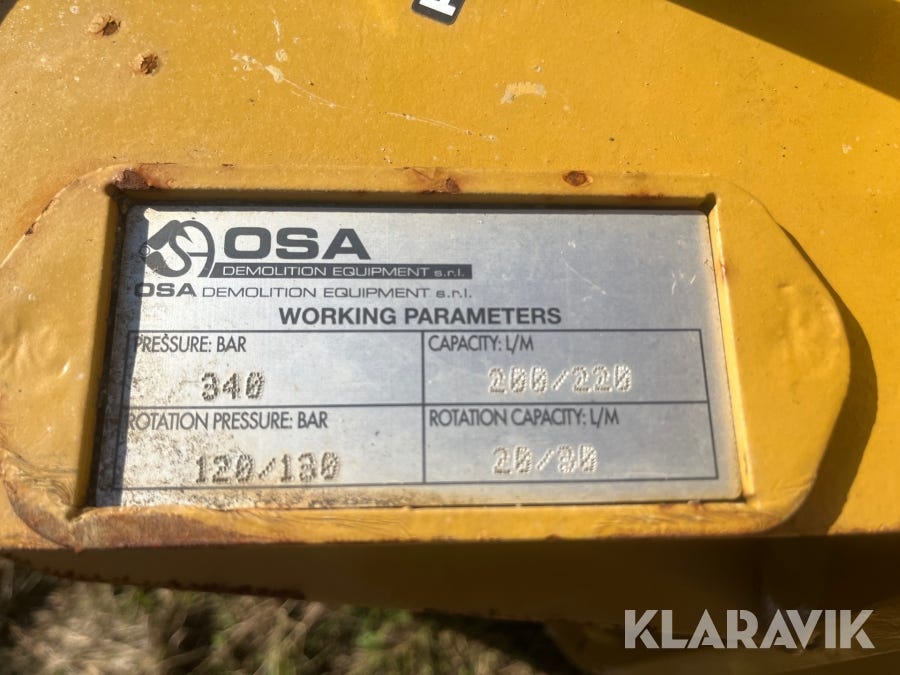 OSA
DEMOLITION EQUIPMENT s.r.l.
OSA DEMOLITION EQUIPMENT s.r.l.
WORKING PARAMETERS
PRESSURE: BAR
340
CAPACITY: L/M
200/220
ROTATION PRESSURE: BAR
120/130
ROTATION CAPACITY: L/M
20/30
KLARAVIK